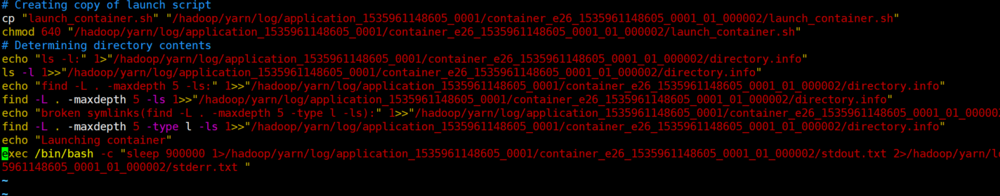 # Creating copy of launch script
cp "launch_container.sh" "/hadoop/yarn/log/application_1535961148605_0001/container_e26_1535961148605_0001_01_000002/launch_container.sh"
chmod 640 "/hadoop/yarn/log/application_1535961148605_0001/container_e26_1535961148605_0001_01_000002/launch_container.sh"
# Determining directory contents
echo "ls -l:" 1>"/hadoop/yarn/log/application_1535961148605_0001/container_e26_1535961148605_0001_01_000002/directory.info"
ls -l 1>>"/hadoop/yarn/log/application_1535961148605_0001/container_e26_1535961148605_0001_01_000002/directory.info"
echo "find -L . -maxdepth 5 -ls:" 1>>"/hadoop/yarn/log/application_1535961148605_0001/container_e26_1535961148605_0001_01_000002/directory.info"
find -L . -maxdepth 5 -ls 1>>"/hadoop/yarn/log/application_1535961148605_0001/container_e26_1535961148605_0001_01_000002/directory.info"
echo "broken symlinks(find -L . -maxdepth 5 -type l -ls):" 1>>"/hadoop/yarn/log/application_1535961148605_0001/container_e26_1535961148605_0001_01_00000
find -L . -maxdepth 5 -type l -ls 1>>"/hadoop/yarn/log/application_1535961148605_0001/container_e26_1535961148605_0001_01_000002/directory.info"
echo "Launching container"
exec /bin/bash -c "sleep 900000 1>/hadoop/yarn/log/application_1535961148605_0001/container_e26_1535961148605_0001_01_000002/stdout.txt 2>/hadoop/yarn/l
5961148605_0001_01_000002/stderr.txt "
~
~